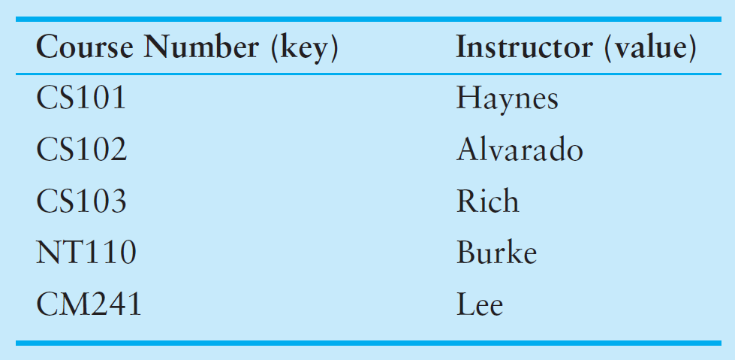 Course Number (key) Instructor (value)
CS101 Haynes
CS102 Alvarado
CS103 Rich
NT110 Burke
CM241 Lee